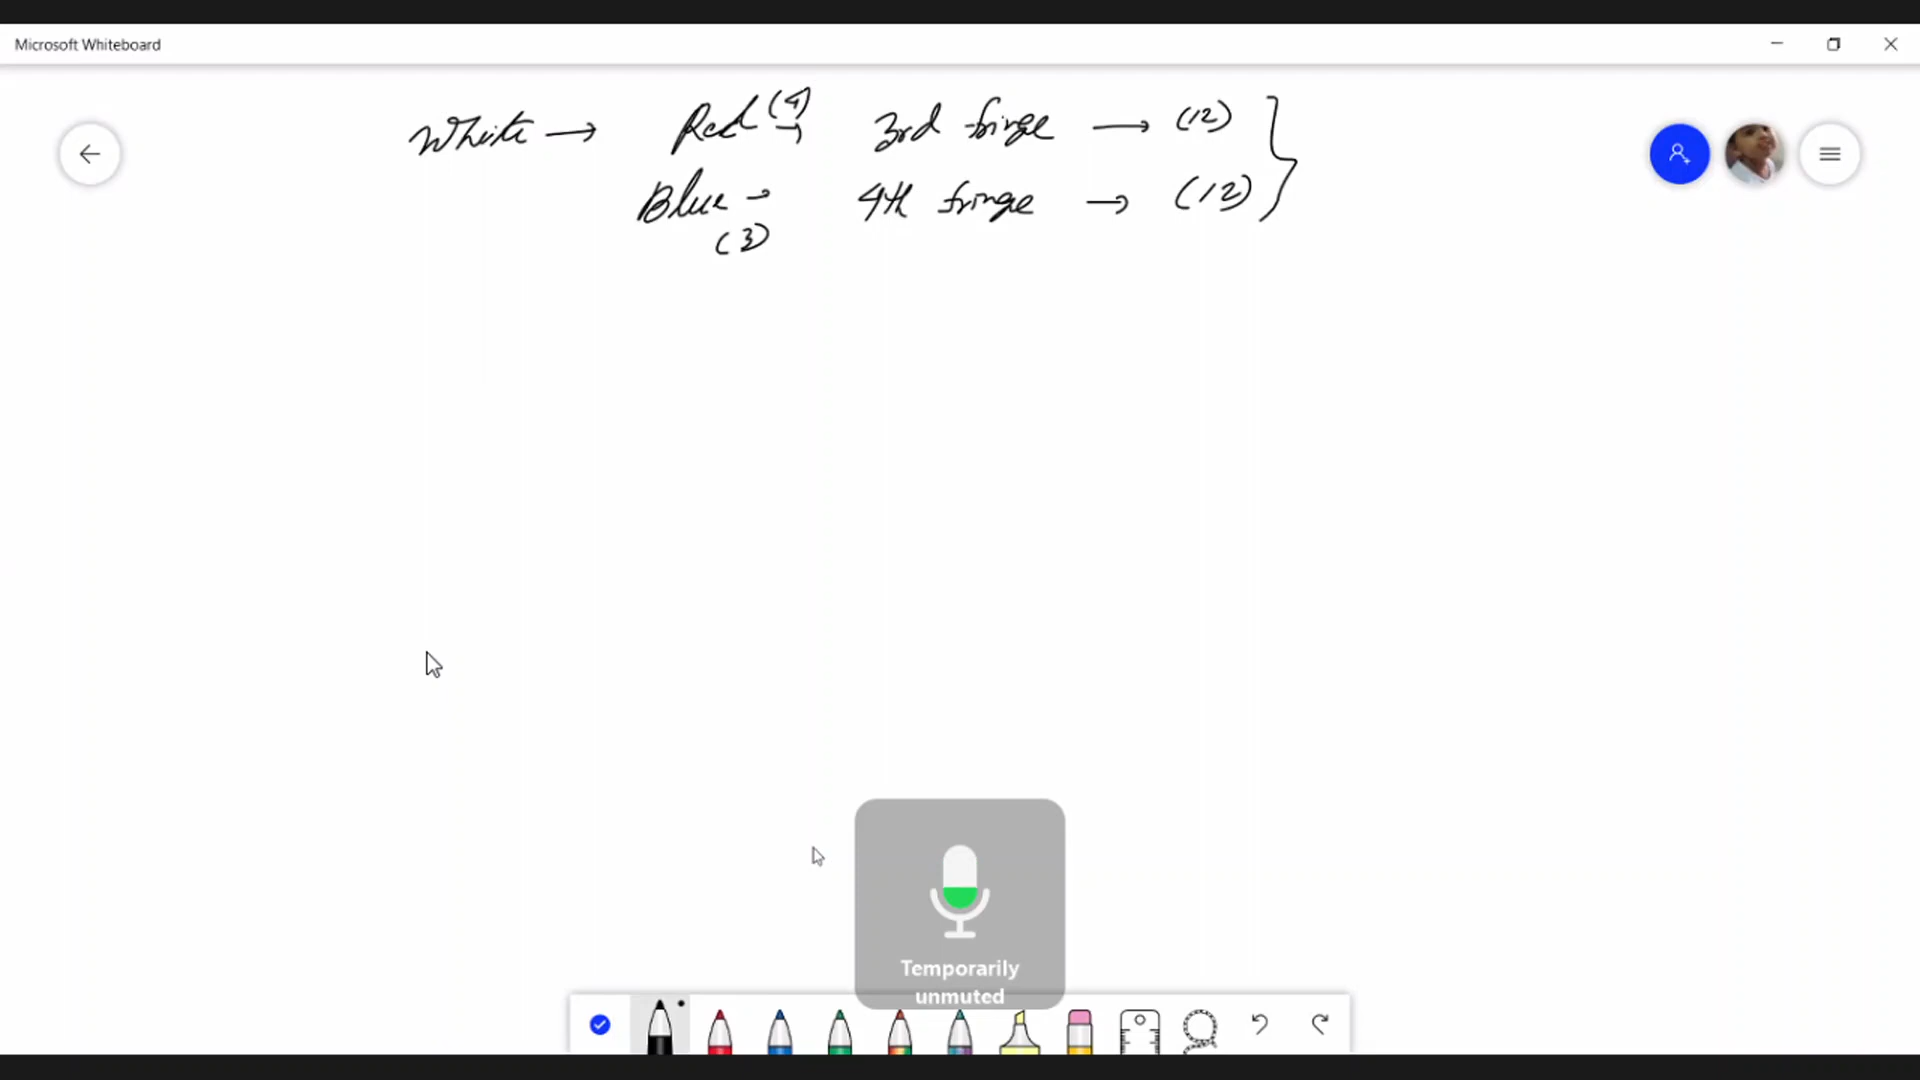 Microsoft Whiteboard
White → Red (4) → 3rd fringe → (12)
Blue → 4th fringe → (12)
(3)
Temporarily
unmuted